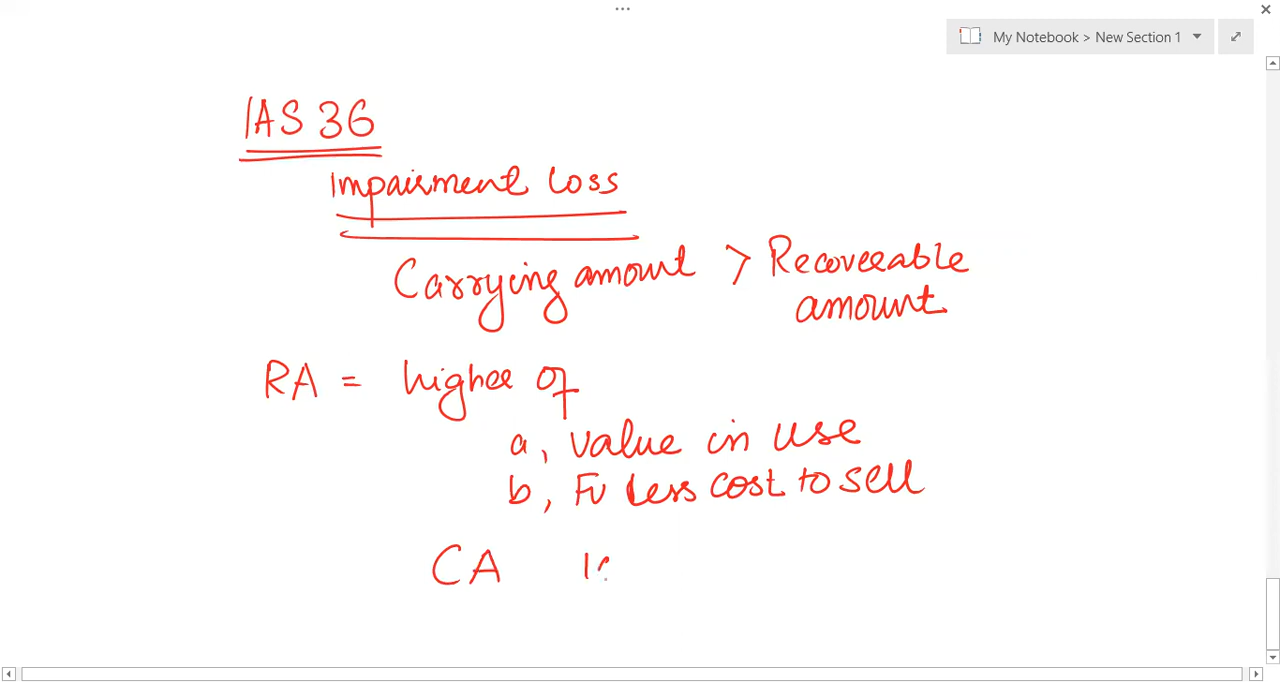 My Notebook > New Section 1
IAS 36
Impairment loss
Carrying amount > Recoverable
amount
RA = higher of
a, value in use
b, Fv less cost to sell
CA